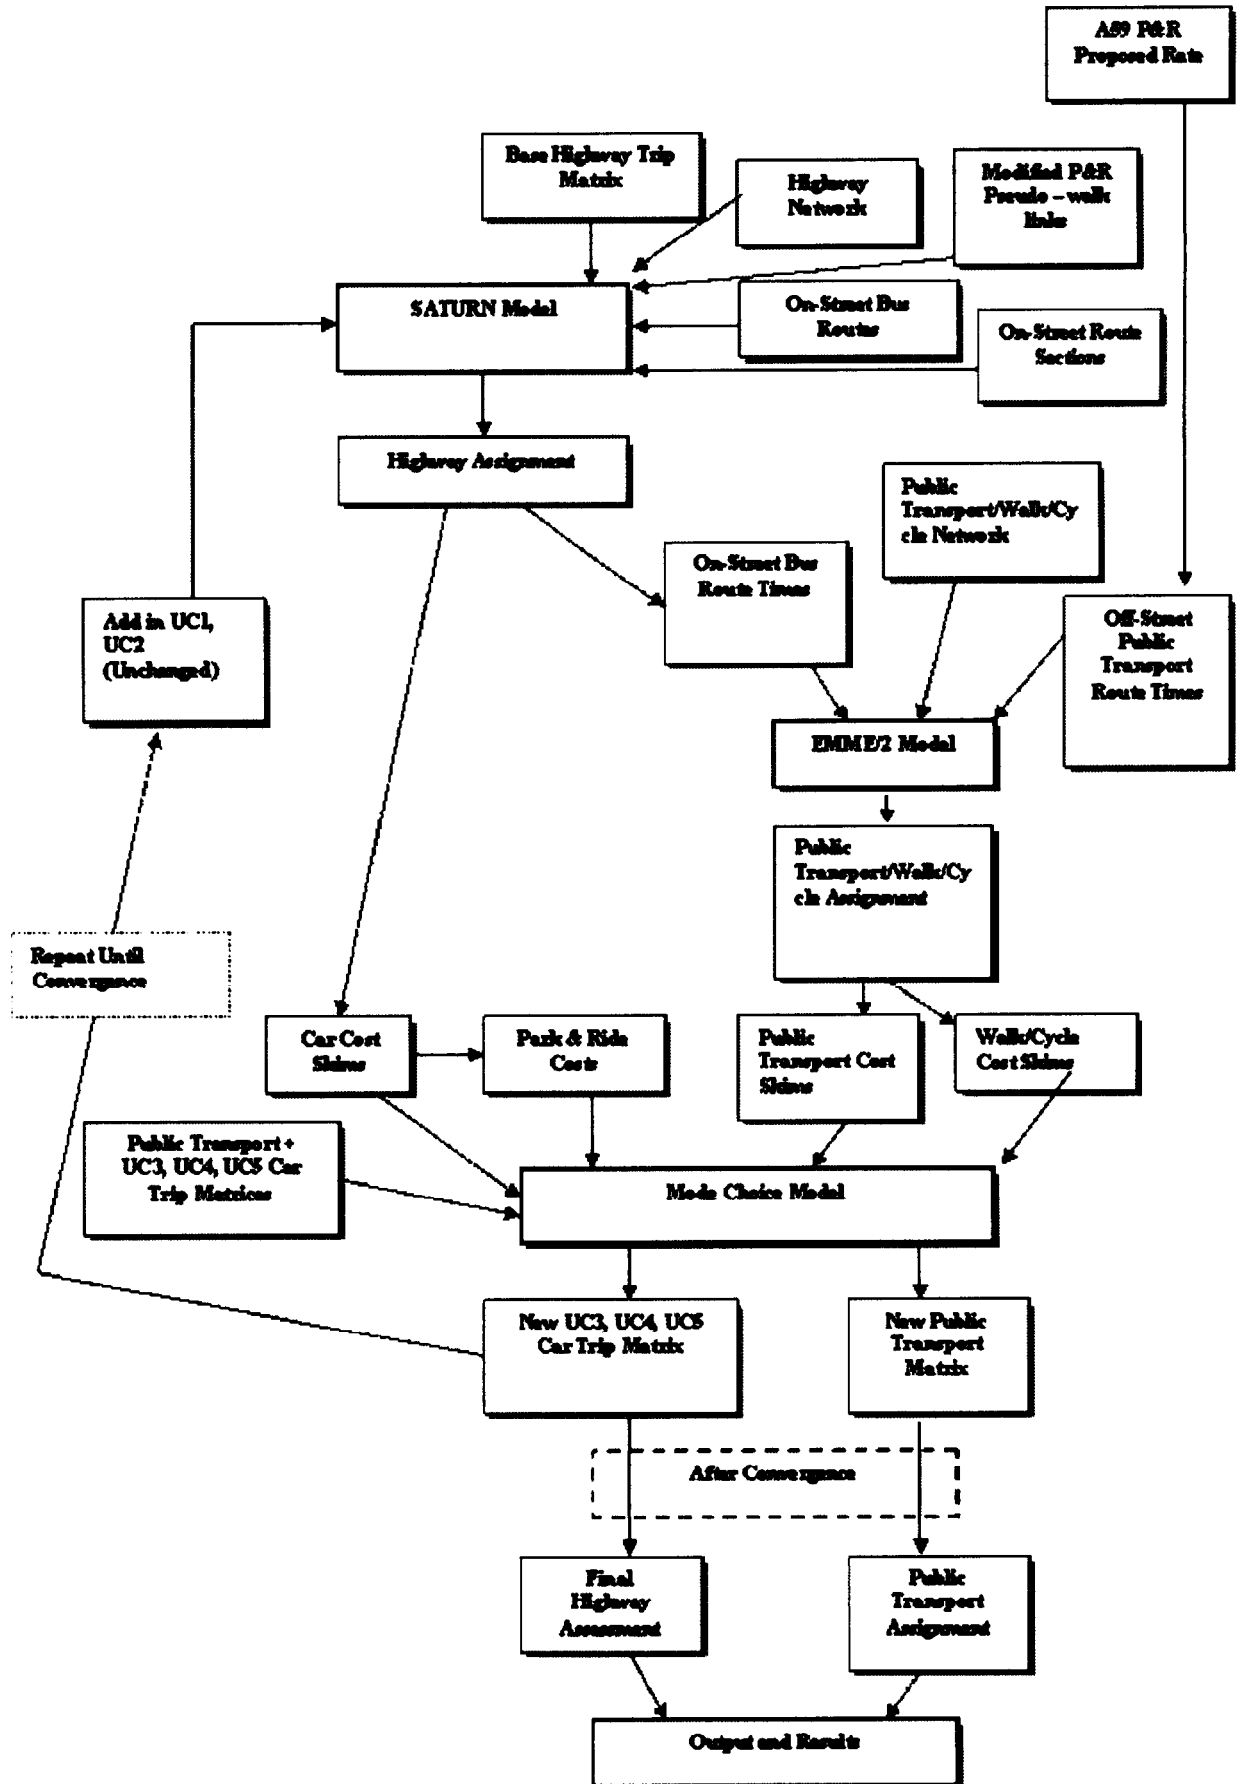 A89 P&R
Proposed Rate
Base Highway Trip
Matrix
Highway
Network
Modified P&R
Pseudo – walk
links
SATURN Model
On-Street Bus
Routes
On-Street Route
Sections
Highway Assignment
Public
Transport/Walk/Cy
cle Network
On-Street Bus
Route Times
Add in UC1,
UC2
(Unchanged)
Off-Street
Public
Transport
Route Times
EMME/2 Model
Public
Transport/Walk/Cy
cle Assignment
Repeat Until
Convergence
Car Cost
Skims
Park & Ride
Costs
Public
Transport Cost
Skims
Walk/Cycle
Cost Skims
Public Transport +
UC3, UC4, UC5 Car
Trip Matrices
Mode Choice Model
New UC3, UC4, UC5
Car Trip Matrix
New Public
Transport
Matrix
After Convergence
Final
Highway
Assessment
Public
Transport
Assignment
Output and Results